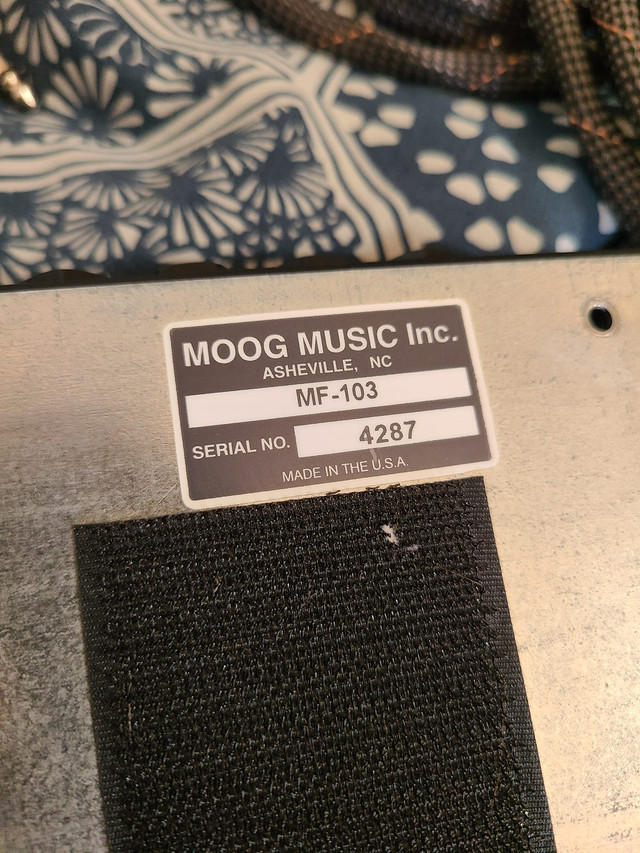 MOOG MUSIC Inc.
ASHEVILLE, NC
MF-103
SERIAL NO. 4287
MADE IN THE U.S.A.